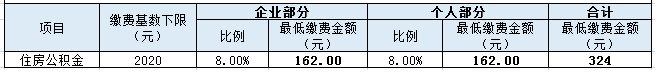 项目 缴费基数下限（元） 企业部分 个人部分 合计
比例 最低缴费金额（元） 比例 最低缴费金额（元） 最低缴费金额（元）
住房公积金 2020 8.00% 162.00 8.00% 162.00 324